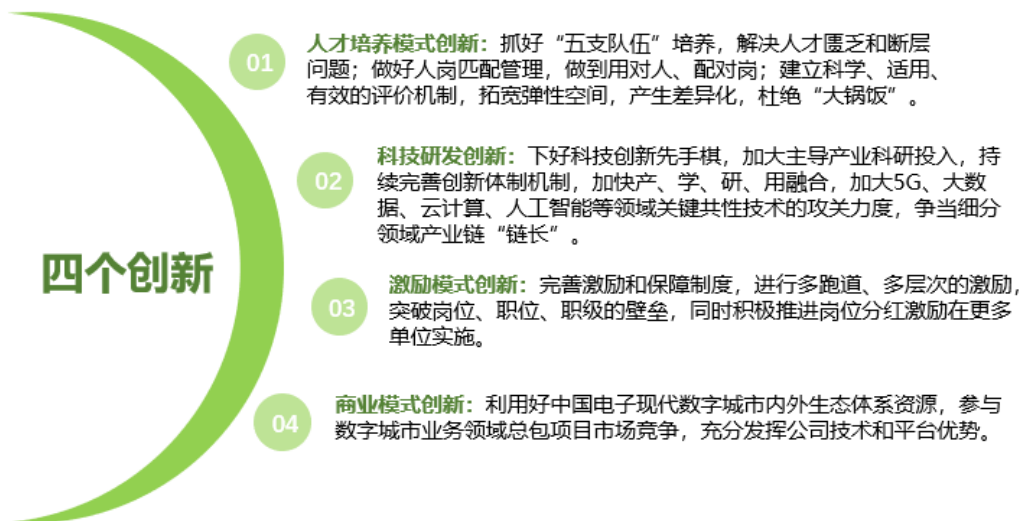 四个创新
01
人才培养模式创新：抓好“五支队伍”培养，解决人才匮乏和断层
问题；做好人岗匹配管理，做到用对人、配对岗；建立科学、适用、
有效的评价机制，拓宽弹性空间，产生差异化，杜绝“大锅饭”。
02
科技研发创新：下好科技创新先手棋，加大主导产业科研投入，持
续完善创新体制机制，加快产、学、研、用融合，加大5G、大数
据、云计算、人工智能等领域关键共性技术的攻关力度，争当细分
领域产业链“链长”。
03
激励模式创新：完善激励和保障制度，进行多跑道、多层次的激励，
突破岗位、职位、职级的壁垒，同时积极推进岗位分红激励在更多
单位实施。
04
商业模式创新：利用好中国电子现代数字城市内外生态体系资源，参与
数字城市业务领域总包项目市场竞争，充分发挥公司技术和平台优势。